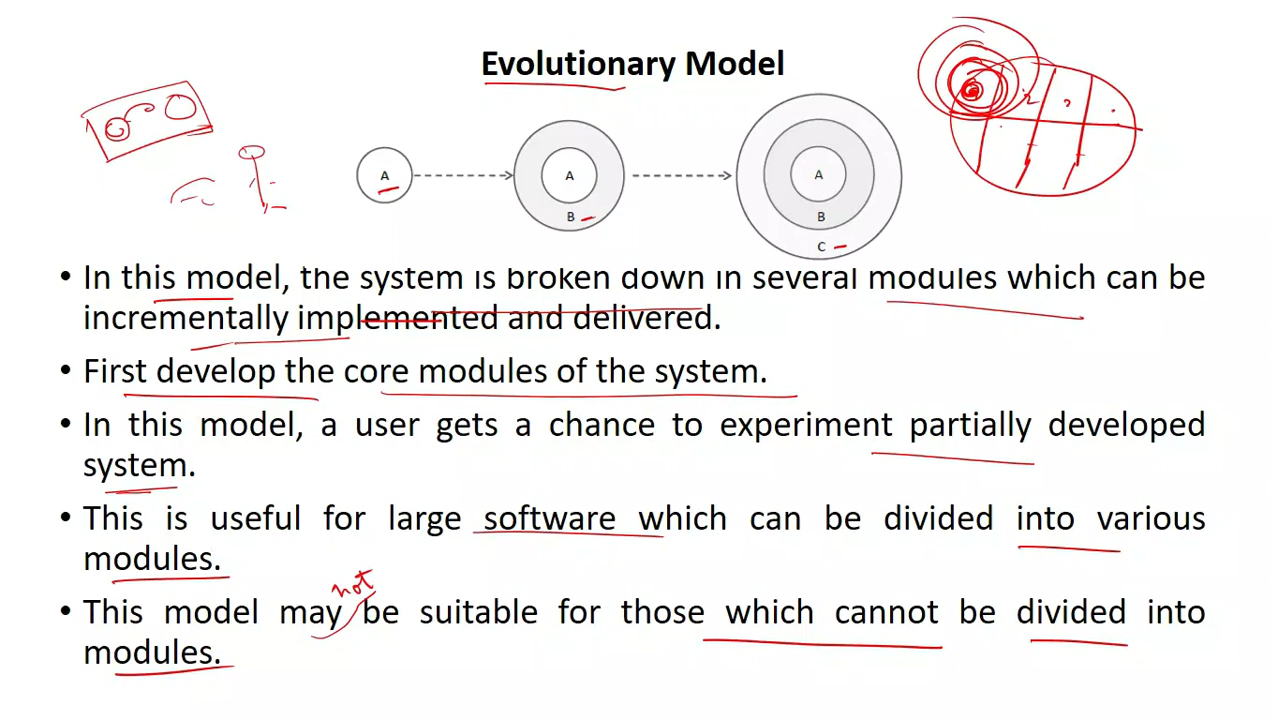 Evolutionary Model
A
A
B
A
B
C
2
• In this model, the system is broken down in several modules which can be
incrementally implemented and delivered.
• First develop the core modules of the system.
• In this model, a user gets a chance to experiment partially developed
system.
• This is useful for large software which can be divided into various
modules.
not
• This model may be suitable for those which cannot be divided into
modules.